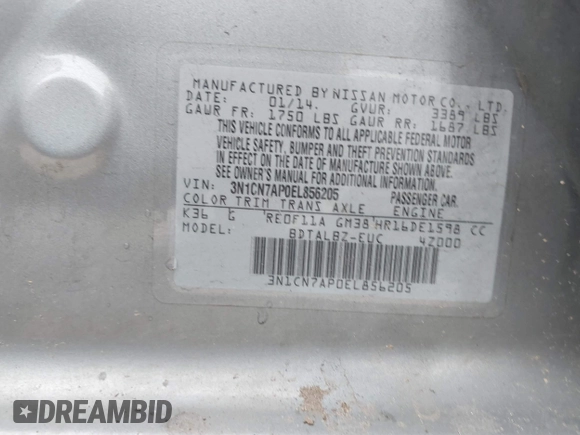 MANUFACTURED BY NISSAN MOTOR CO., LTD.
DATE: 01/14. GVWR: 3389 LBS
GAWR FR: 1750 LBS GAWR RR: 1687 LBS
THIS VEHICLE CONFORMS TO ALL APPLICABLE FEDERAL MOTOR
VEHICLE SAFETY, BUMPER AND THEFT PREVENTION STANDARDS
IN EFFECT ON THE DATE OF MANUFACTURE SHOWN ABOVE.
SEE OWNER'S MANUAL FOR ADDITIONAL INFORMATION
VIN: 3N1CN7AP0EL856205 PASSENGER CAR
COLOR TRIM TRANS AXLE ENGINE
K36 G RE0F11A GM38 HR16DE1598 CC
MODEL: BDTALBZ-EUC 4Z000
3N1CN7AP0EL856205
DREAMBID